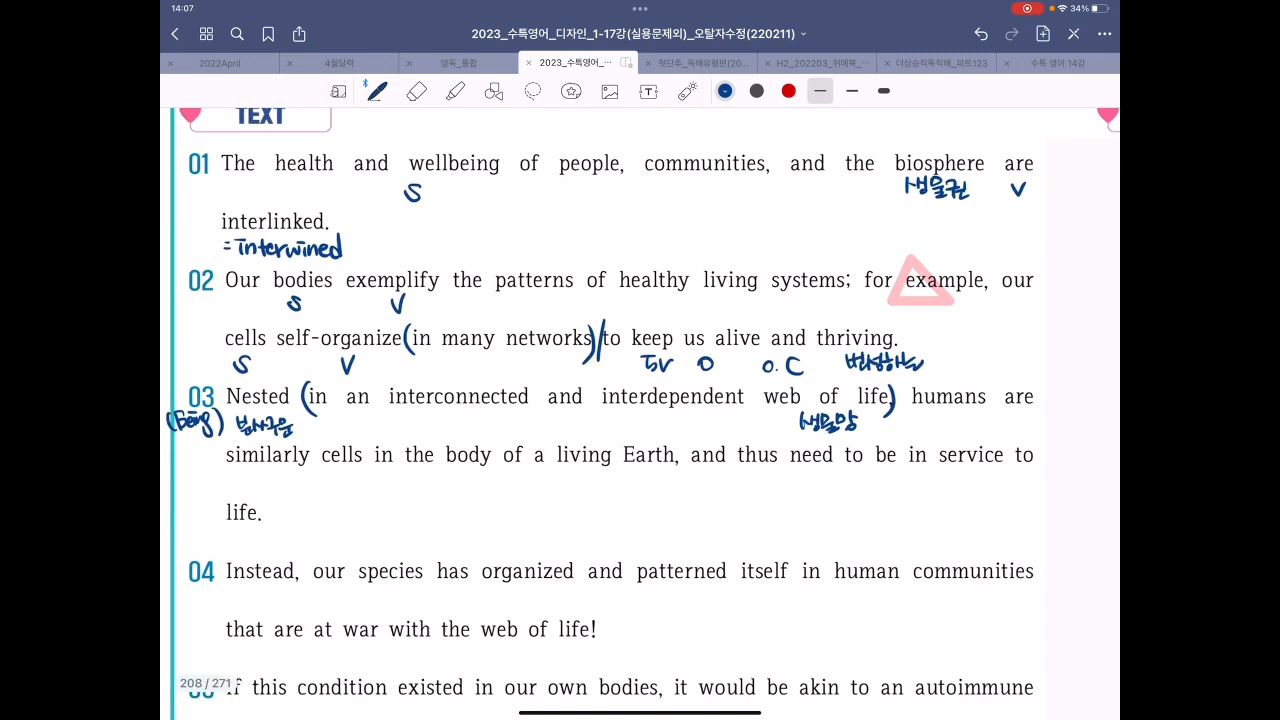 14:07
34%
2023_수특영어_디자인_1-17강(실용문제외)_오탈자수정(220211)
2022April
4월달력
영독_통합
2023_수특영어_...
첫단추_독해유형편(20...
H2_202203_위메북_...
더상승직독직해_파트123
수특 영어 14강
TEXT
01 The health and wellbeing of people, communities, and the biosphere are
S 생물권 V
interlinked.
= Interwined
02 Our bodies exemplify the patterns of healthy living systems; for example, our
S V
cells self-organize (in many networks) / to keep us alive and thriving.
S V O O.C 번성하는
03 Nested (in an interconnected and interdependent web of life,) humans are
(Being) 분사구문 생물망
similarly cells in the body of a living Earth, and thus need to be in service to
life.
04 Instead, our species has organized and patterned itself in human communities
that are at war with the web of life!
208 / 271
If this condition existed in our own bodies, it would be akin to an autoimmune